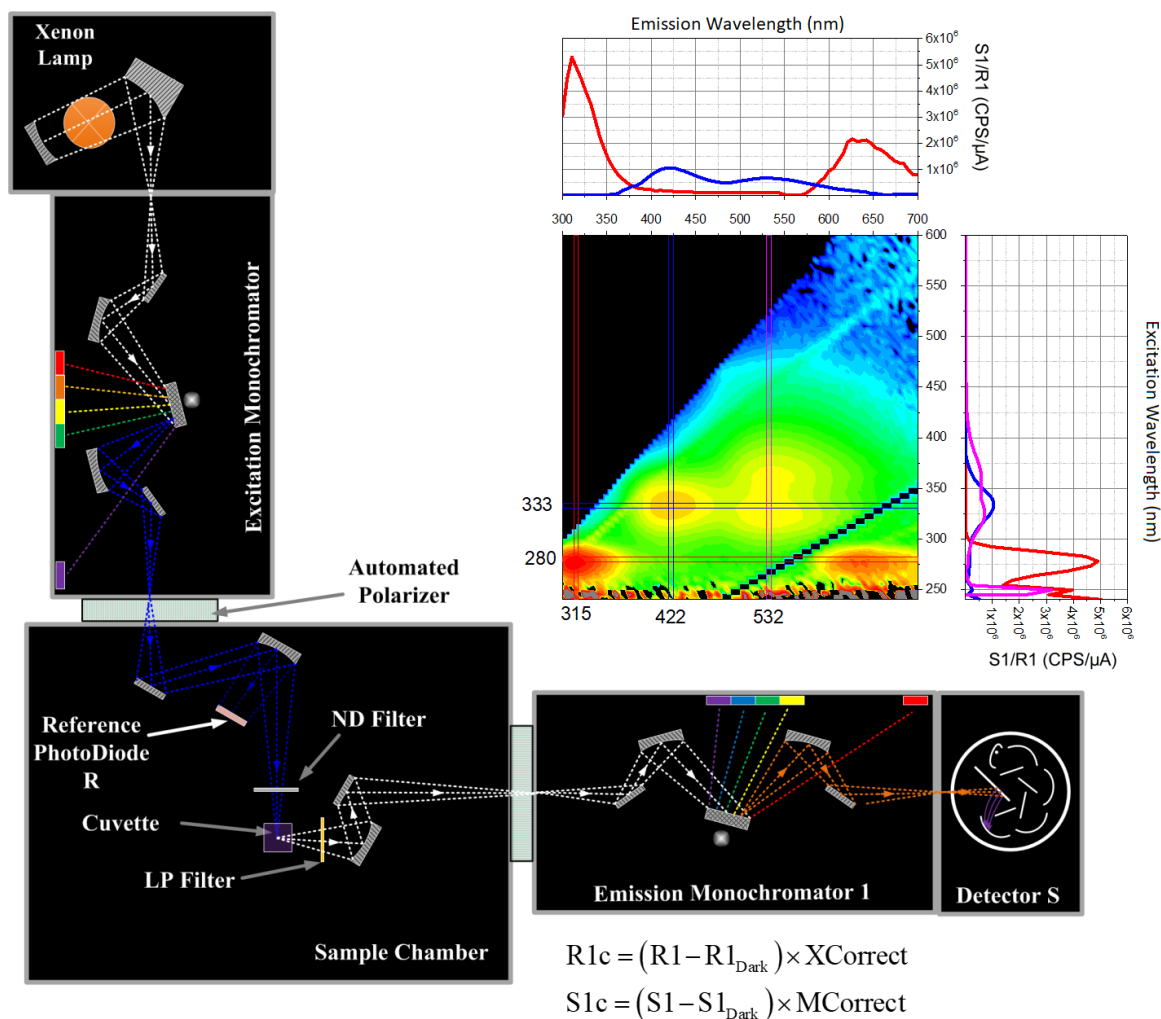 Xenon
Lamp
Excitation Monochromator
Automated
Polarizer
Reference
PhotoDiode
R
ND Filter
Cuvette
LP Filter
Sample Chamber
Emission Monochromator 1
Detector S
Emission Wavelength (nm)
6x10⁶
5x10⁶
4x10⁶
3x10⁶
2x10⁶
1x10⁶
S1/R1 (CPS/µA)
300 350 400 450 500 550 600 650 700
600
550
500
450
400
350
300
250
Excitation Wavelength (nm)
333
280
315 422 532
1x10⁶ 2x10⁶ 3x10⁶ 4x10⁶ 5x10⁶ 6x10⁶
S1/R1 (CPS/µA)
R1c = (R1 − R1Dark) × XCorrect
S1c = (S1 − S1Dark) × MCorrect